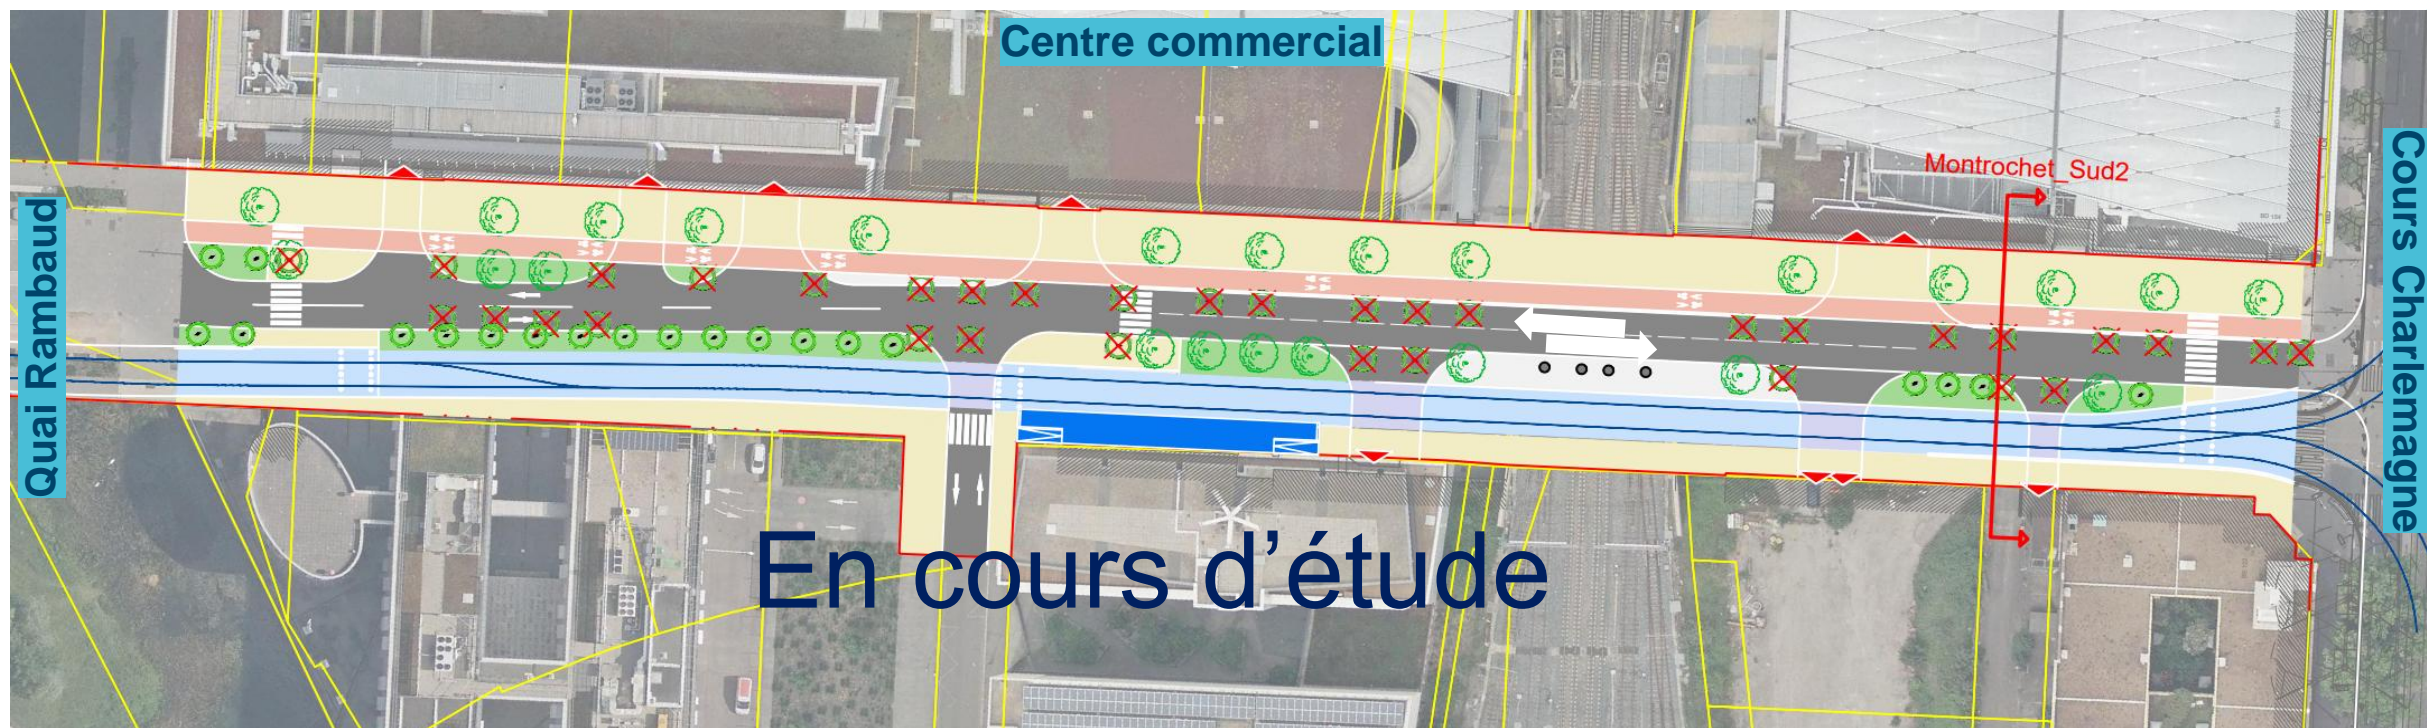 Centre commercial
Quai Rambaud
Montrochet_Sud2
Cours Charlemagne
En cours d’étude